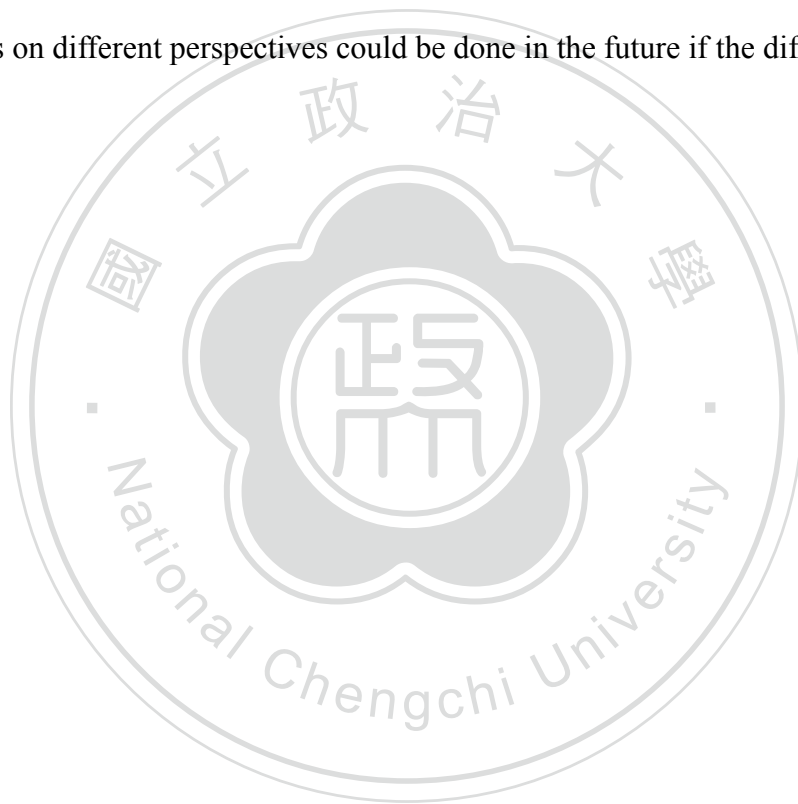 s on different perspectives could be done in the future if the dif
國立政治大學
政大
National Chengchi University